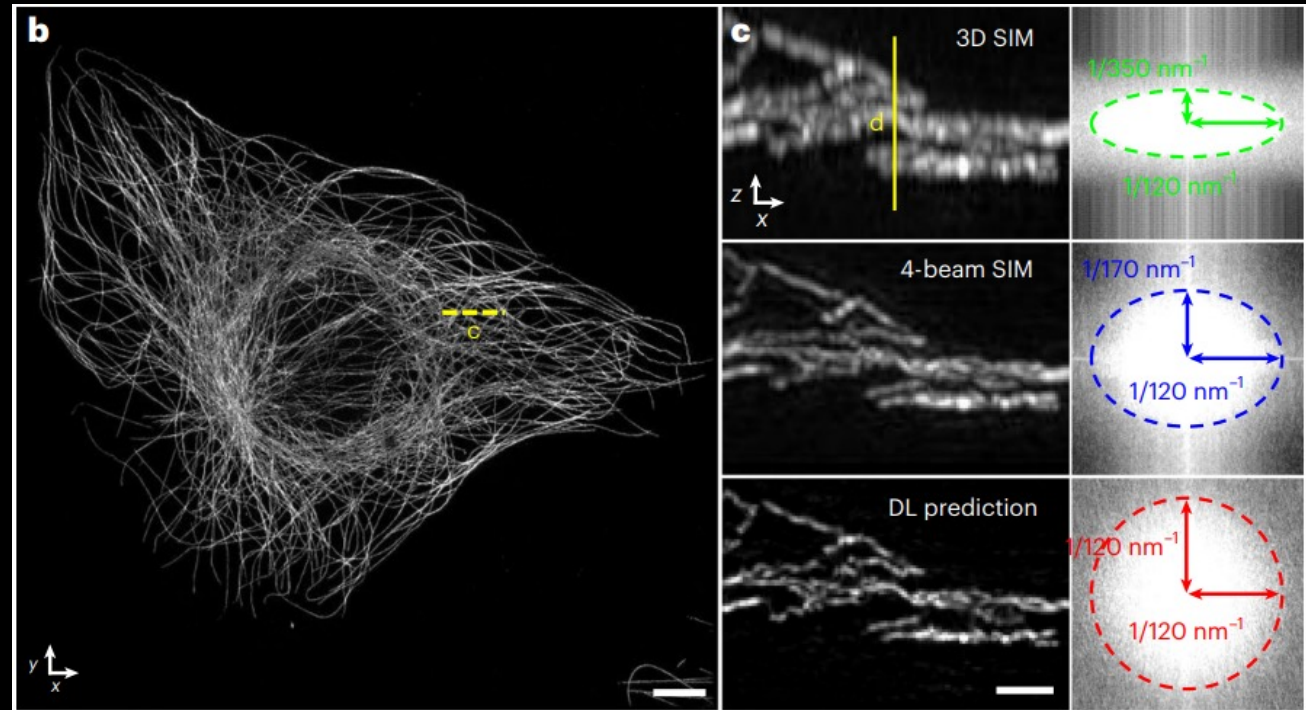 b
c
y
x
c
3D SIM
d
z
x
1/350 nm⁻¹
1/120 nm⁻¹
4-beam SIM
1/170 nm⁻¹
1/120 nm⁻¹
DL prediction
1/120 nm⁻¹
1/120 nm⁻¹